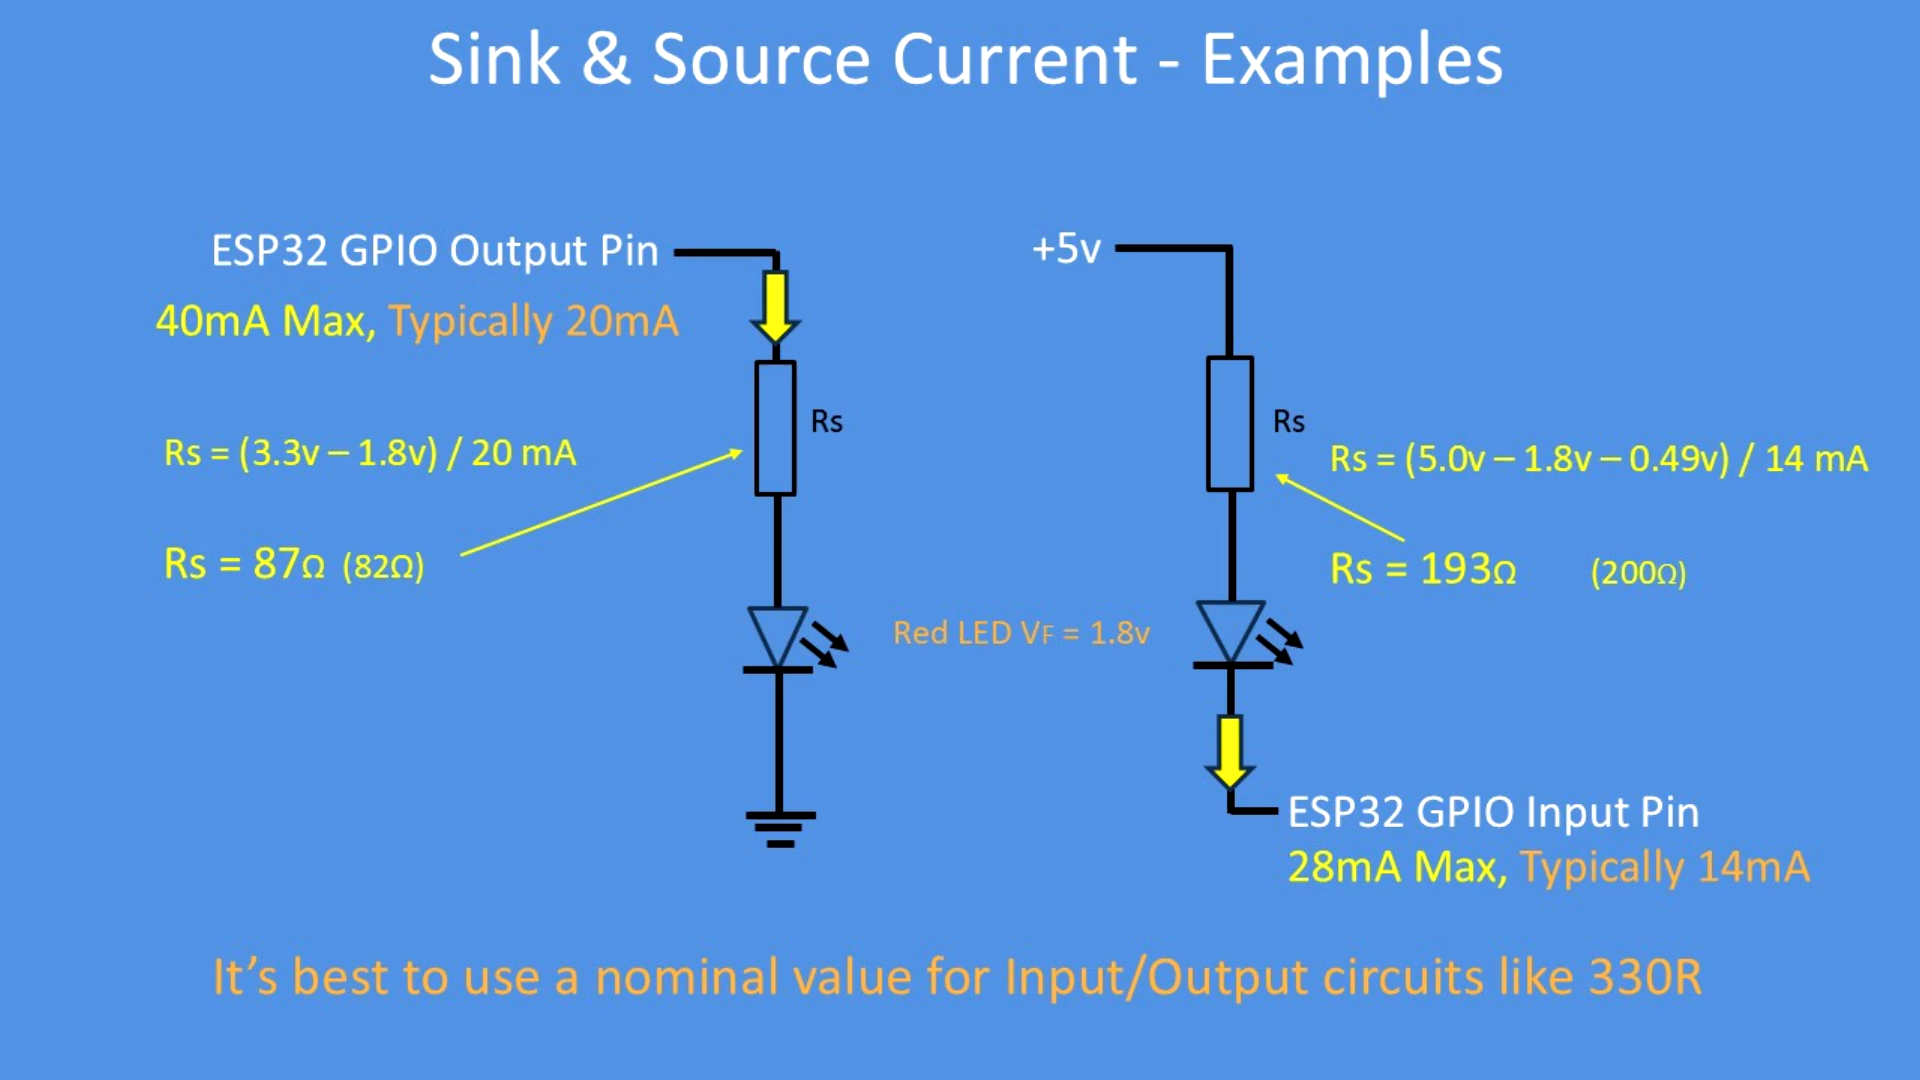 Sink & Source Current - Examples
ESP32 GPIO Output Pin
40mA Max, Typically 20mA
Rs
Rs = (3.3v – 1.8v) / 20 mA
Rs = 87Ω (82Ω)
+5v
Rs
Rs = (5.0v – 1.8v – 0.49v) / 14 mA
Rs = 193Ω (200Ω)
Red LED VF = 1.8v
ESP32 GPIO Input Pin
28mA Max, Typically 14mA
It's best to use a nominal value for Input/Output circuits like 330R